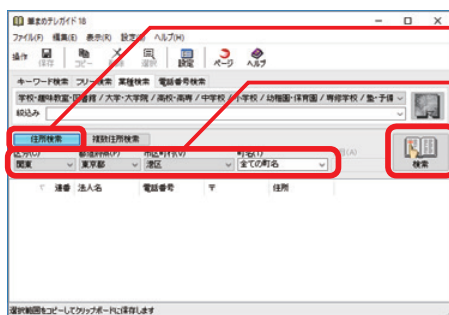 筆まめテレガイド 18
ファイル(F) 編集(E) 表示(R) 設定 ヘルプ(H)
操作 保存 コピー 選択 設定 ページ ヘルプ
キーワード検索 フリー検索 業種検索 電話番号検索
学校・趣味教室・図書館 / 大学・大学院 / 高校・高専 / 中学校 / 小学校 / 幼稚園・保育園 / 専修学校 / 塾・予備
絞込み
住所検索 複数住所検索
関東 東京都 港区 全ての町名 検索
連番 法人名 電話番号 〒 住所
選択範囲をコピーしてクリップボードに保存します